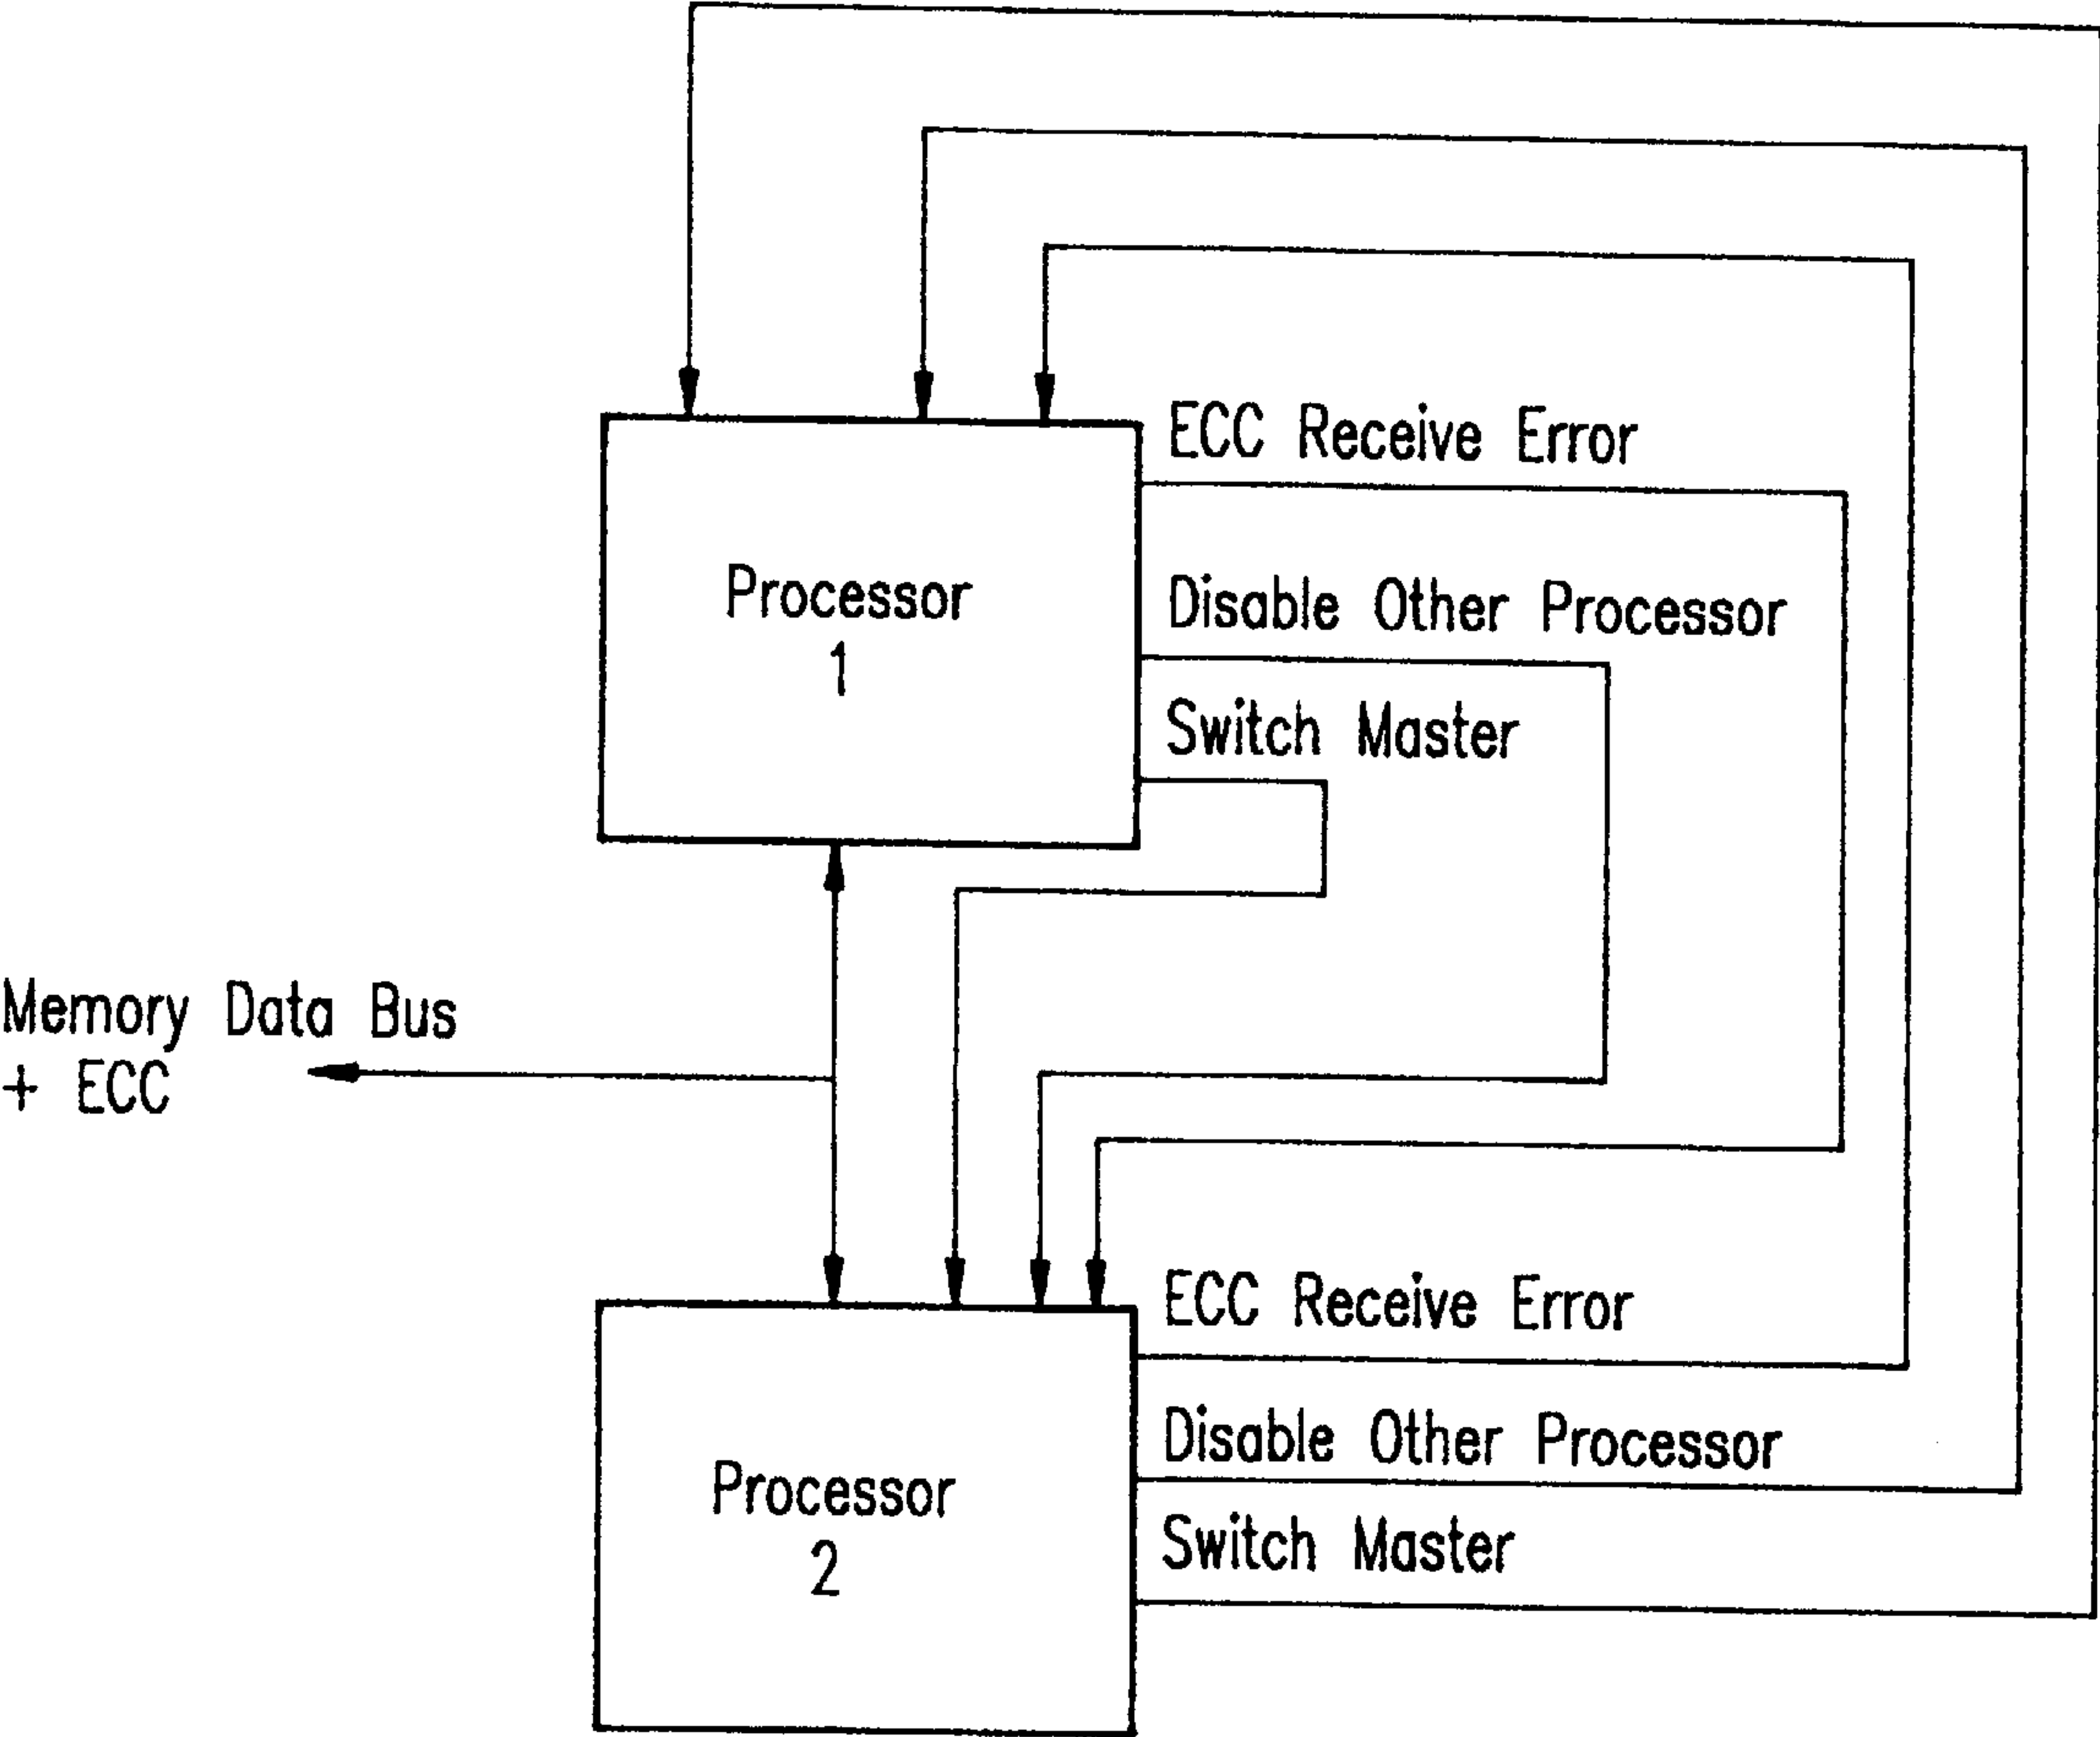 ECC Receive Error
Processor
1
Disable Other Processor
Switch Master
Memory Data Bus
+ ECC
ECC Receive Error
Disable Other Processor
Processor
2
Switch Master